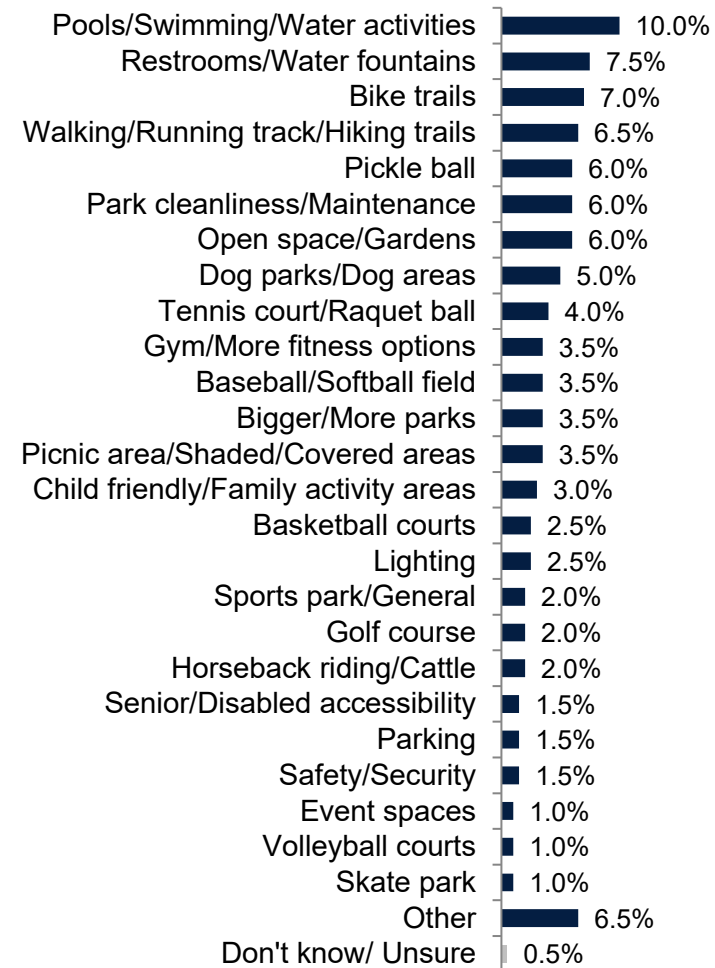 Pools/Swimming/Water activities 10.0%
Restrooms/Water fountains 7.5%
Bike trails 7.0%
Walking/Running track/Hiking trails 6.5%
Pickle ball 6.0%
Park cleanliness/Maintenance 6.0%
Open space/Gardens 6.0%
Dog parks/Dog areas 5.0%
Tennis court/Raquet ball 4.0%
Gym/More fitness options 3.5%
Baseball/Softball field 3.5%
Bigger/More parks 3.5%
Picnic area/Shaded/Covered areas 3.5%
Child friendly/Family activity areas 3.0%
Basketball courts 2.5%
Lighting 2.5%
Sports park/General 2.0%
Golf course 2.0%
Horseback riding/Cattle 2.0%
Senior/Disabled accessibility 1.5%
Parking 1.5%
Safety/Security 1.5%
Event spaces 1.0%
Volleyball courts 1.0%
Skate park 1.0%
Other 6.5%
Don't know/ Unsure 0.5%